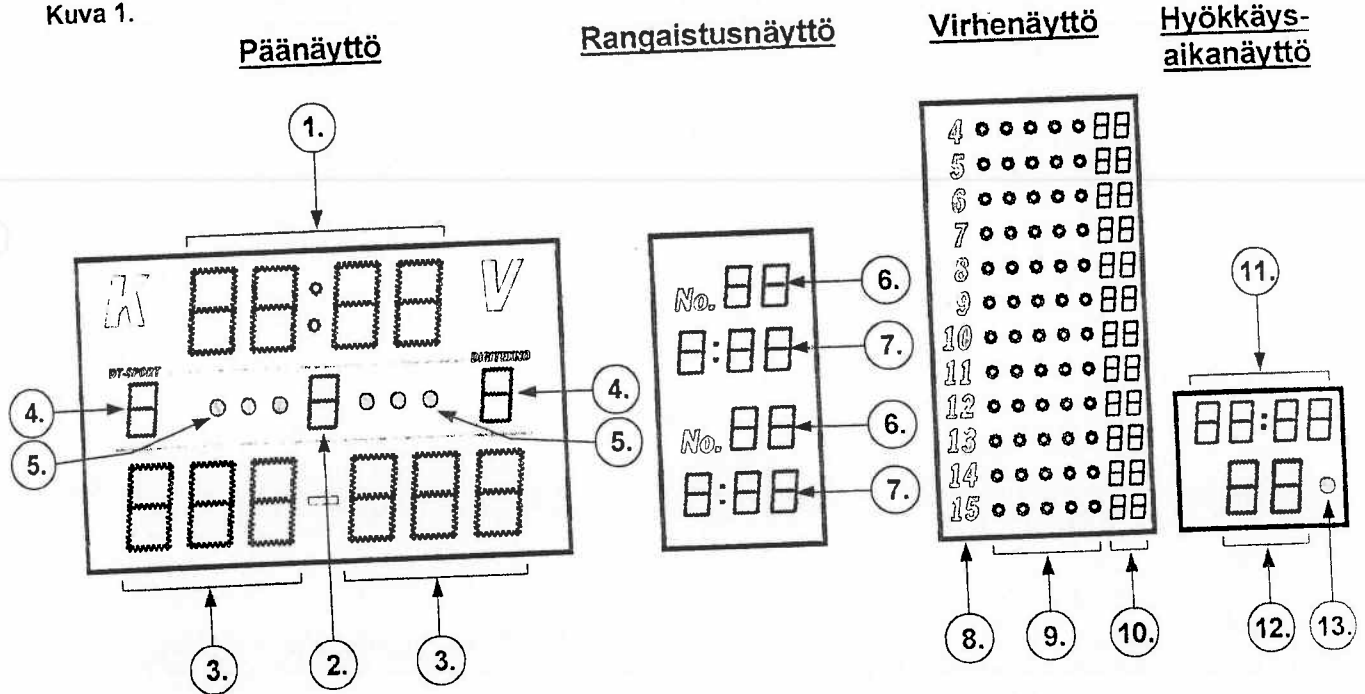 Kuva 1.
Päänäyttö
Rangaistusnäyttö
Virhenäyttö
Hyökkäys-
aikanäyttö
1.
K
V
DT-SPORT
4.
4.
5.
5.
3.
2.
3.
No.
6.
7.
No.
6.
7.
4
5
6
7
8
9
10
11
12
13
14
15
8.
9.
10.
11.
12.
13.